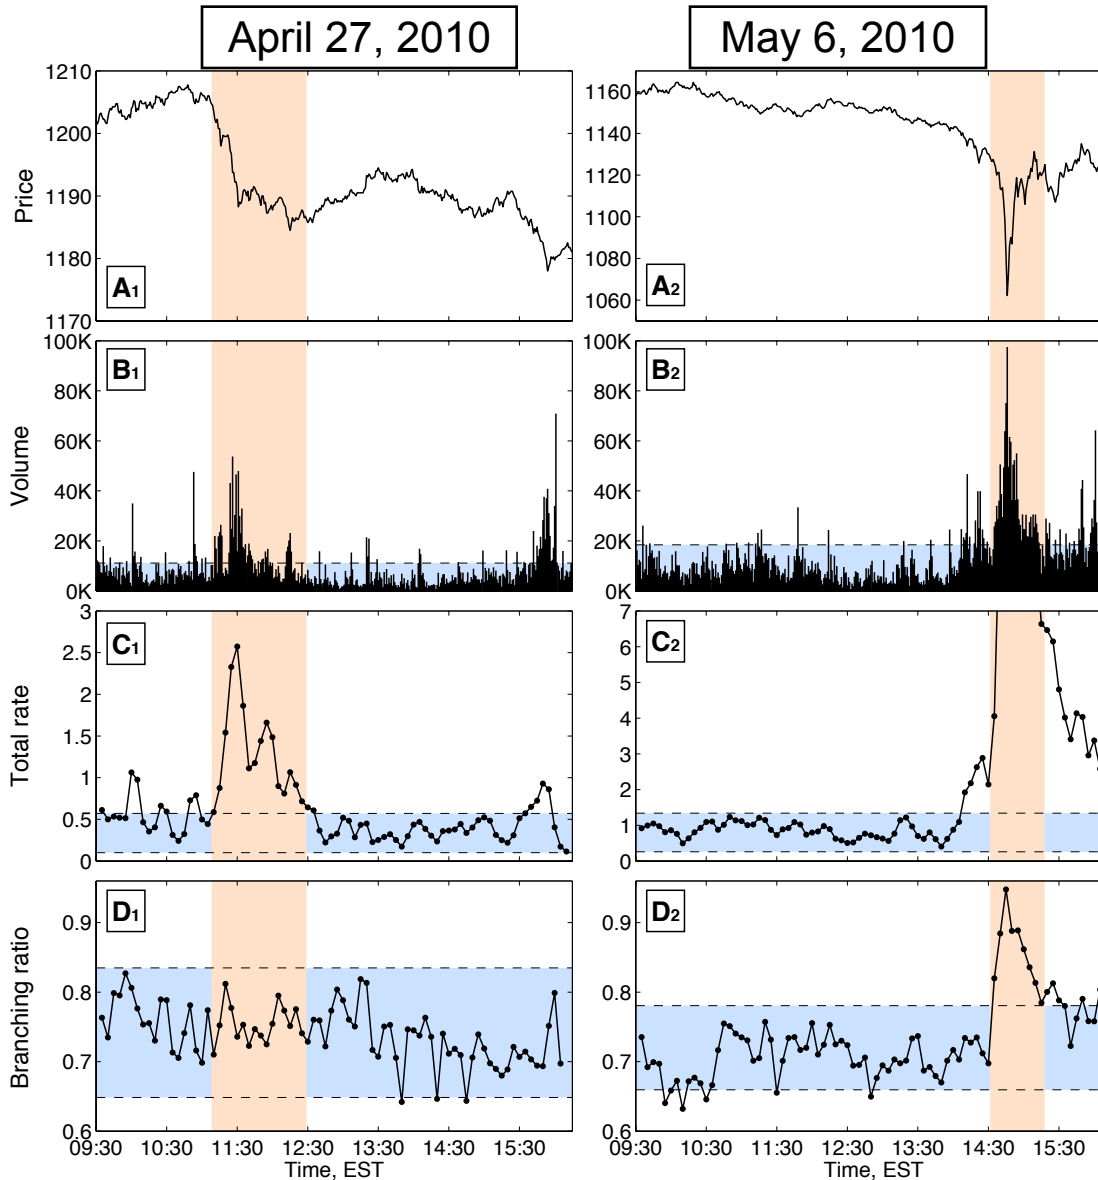 April 27, 2010
May 6, 2010
Price
1210
1200
1190
1180
1170
A1
1160
1140
1120
1100
1080
1060
A2
Volume
100K
80K
60K
40K
20K
0K
B1
100K
80K
60K
40K
20K
0K
B2
Total rate
3
2.5
2
1.5
1
0.5
0
C1
7
6
5
4
3
2
1
0
C2
Branching ratio
0.9
0.8
0.7
0.6
D1
0.9
0.8
0.7
0.6
D2
09:30 10:30 11:30 12:30 13:30 14:30 15:30
Time, EST
09:30 10:30 11:30 12:30 13:30 14:30 15:30
Time, EST